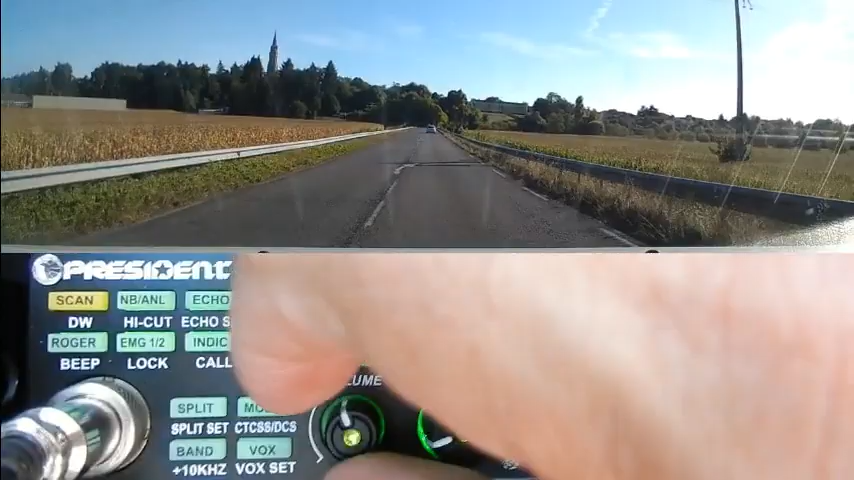 PRESIDENT
SCAN NB/ANL ECHO
DW HI-CUT ECHO S
ROGER EMG 1/2 INDIC
BEEP LOCK CALL
SPLIT
SPLIT SET CTCSS/DCS
BAND VOX
+10KHZ VOX SET